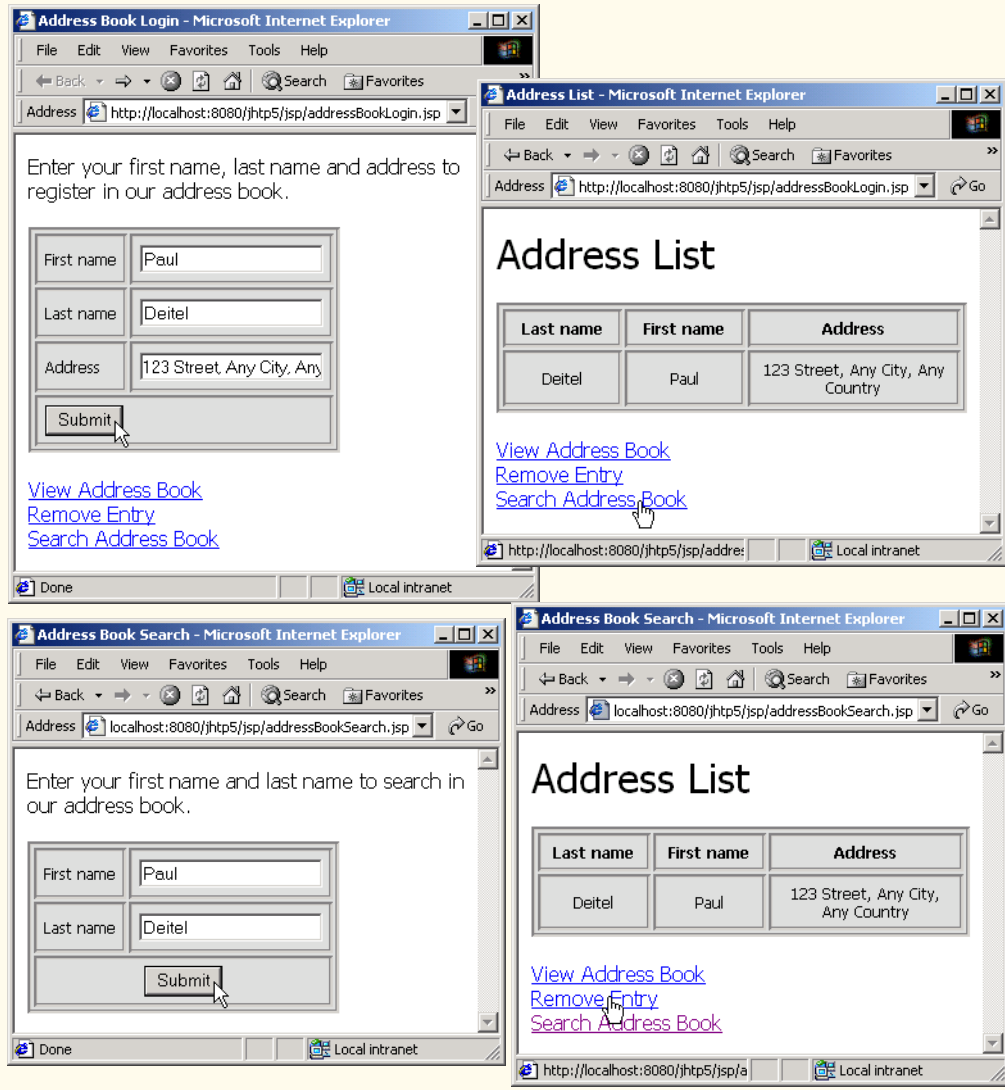 Address Book Login - Microsoft Internet Explorer
File Edit View Favorites Tools Help
Back Search Favorites »
Address http://localhost:8080/jhtp5/jsp/addressBookLogin.jsp
Enter your first name, last name and address to
register in our address book.
First name Paul
Last name Deitel
Address 123 Street, Any City, Any
Submit
View Address Book
Remove Entry
Search Address Book
Done Local intranet
Address List - Microsoft Internet Explorer
File Edit View Favorites Tools Help
Back Search Favorites »
Address http://localhost:8080/jhtp5/jsp/addressBookLogin.jsp Go
Address List
Last name First name Address
Deitel Paul 123 Street, Any City, Any
Country
View Address Book
Remove Entry
Search Address Book
http://localhost:8080/jhtp5/jsp/addres Local intranet
Address Book Search - Microsoft Internet Explorer
File Edit View Favorites Tools Help
Back Search Favorites »
Address localhost:8080/jhtp5/jsp/addressBookSearch.jsp Go
Enter your first name and last name to search in
our address book.
First name Paul
Last name Deitel
Submit
Done Local intranet
Address Book Search - Microsoft Internet Explorer
File Edit View Favorites Tools Help
Back Search Favorites »
Address localhost:8080/jhtp5/jsp/addressBookSearch.jsp Go
Address List
Last name First name Address
Deitel Paul 123 Street, Any City,
Any Country
View Address Book
Remove Entry
Search Address Book
http://localhost:8080/jhtp5/jsp/a Local intranet